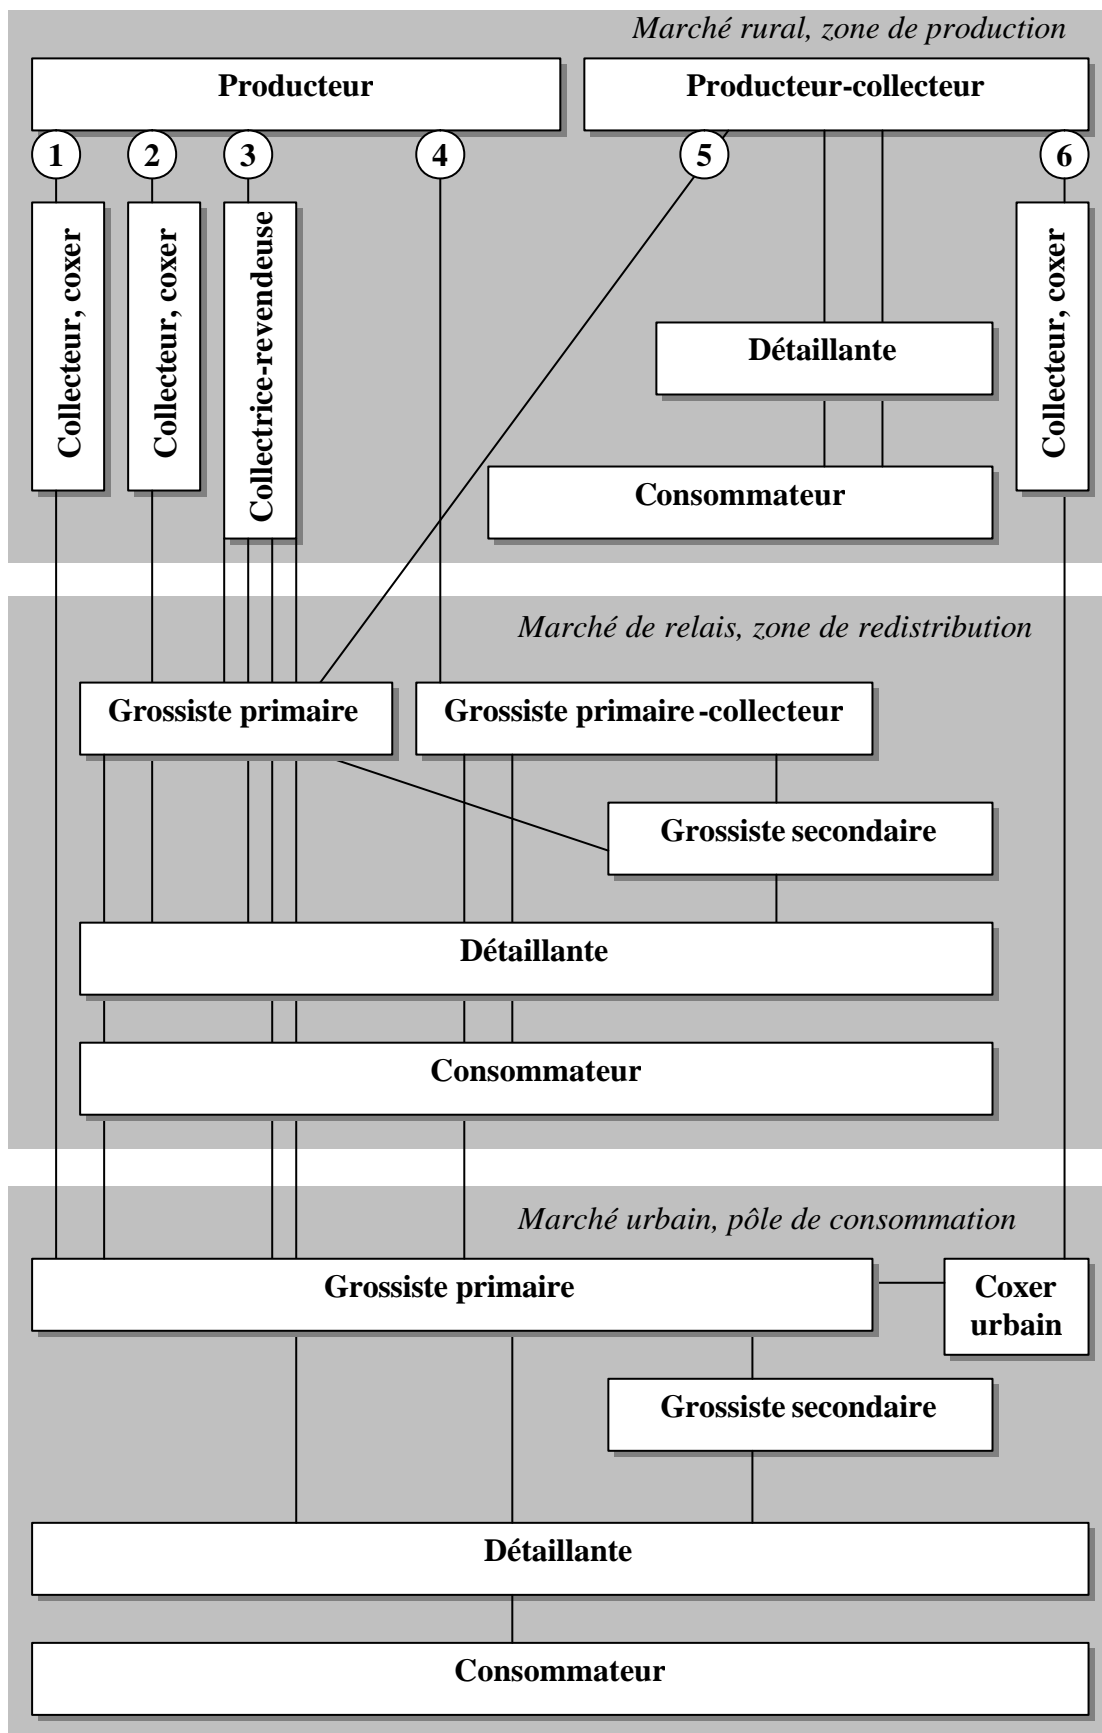 Marché rural, zone de production
Producteur
Producteur-collecteur
1
2
3
4
5
6
Collecteur, coxer
Collecteur, coxer
Collectrice-revendeuse
Collecteur, coxer
Détaillante
Consommateur
Marché de relais, zone de redistribution
Grossiste primaire
Grossiste primaire-collecteur
Grossiste secondaire
Détaillante
Consommateur
Marché urbain, pôle de consommation
Grossiste primaire
Coxer
urbain
Grossiste secondaire
Détaillante
Consommateur